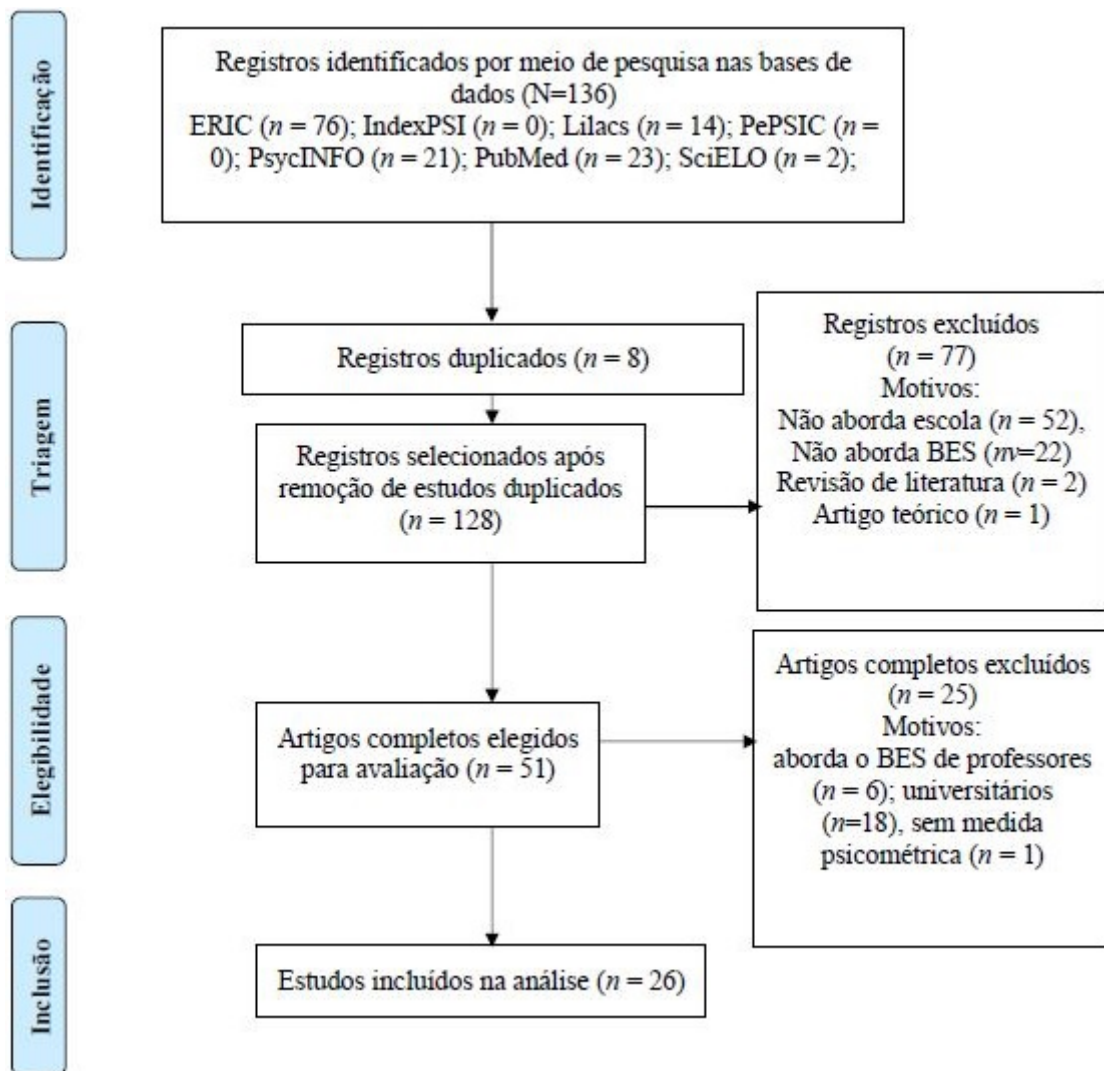 Identificação
Registros identificados por meio de pesquisa nas bases de
dados (N=136)
ERIC (n = 76); IndexPSI (n = 0); Lilacs (n = 14); PePSIC (n =
0); PsycINFO (n = 21); PubMed (n = 23); SciELO (n = 2);
Triagem
Registros duplicados (n = 8)
Registros selecionados após
remoção de estudos duplicados
(n = 128)
Registros excluídos
(n = 77)
Motivos:
Não aborda escola (n = 52),
Não aborda BES (nv=22)
Revisão de literatura (n = 2)
Artigo teórico (n = 1)
Elegibilidade
Artigos completos elegidos
para avaliação (n = 51)
Artigos completos excluídos
(n = 25)
Motivos:
aborda o BES de professores
(n = 6); universitários
(n=18), sem medida
psicométrica (n = 1)
Inclusão
Estudos incluídos na análise (n = 26)